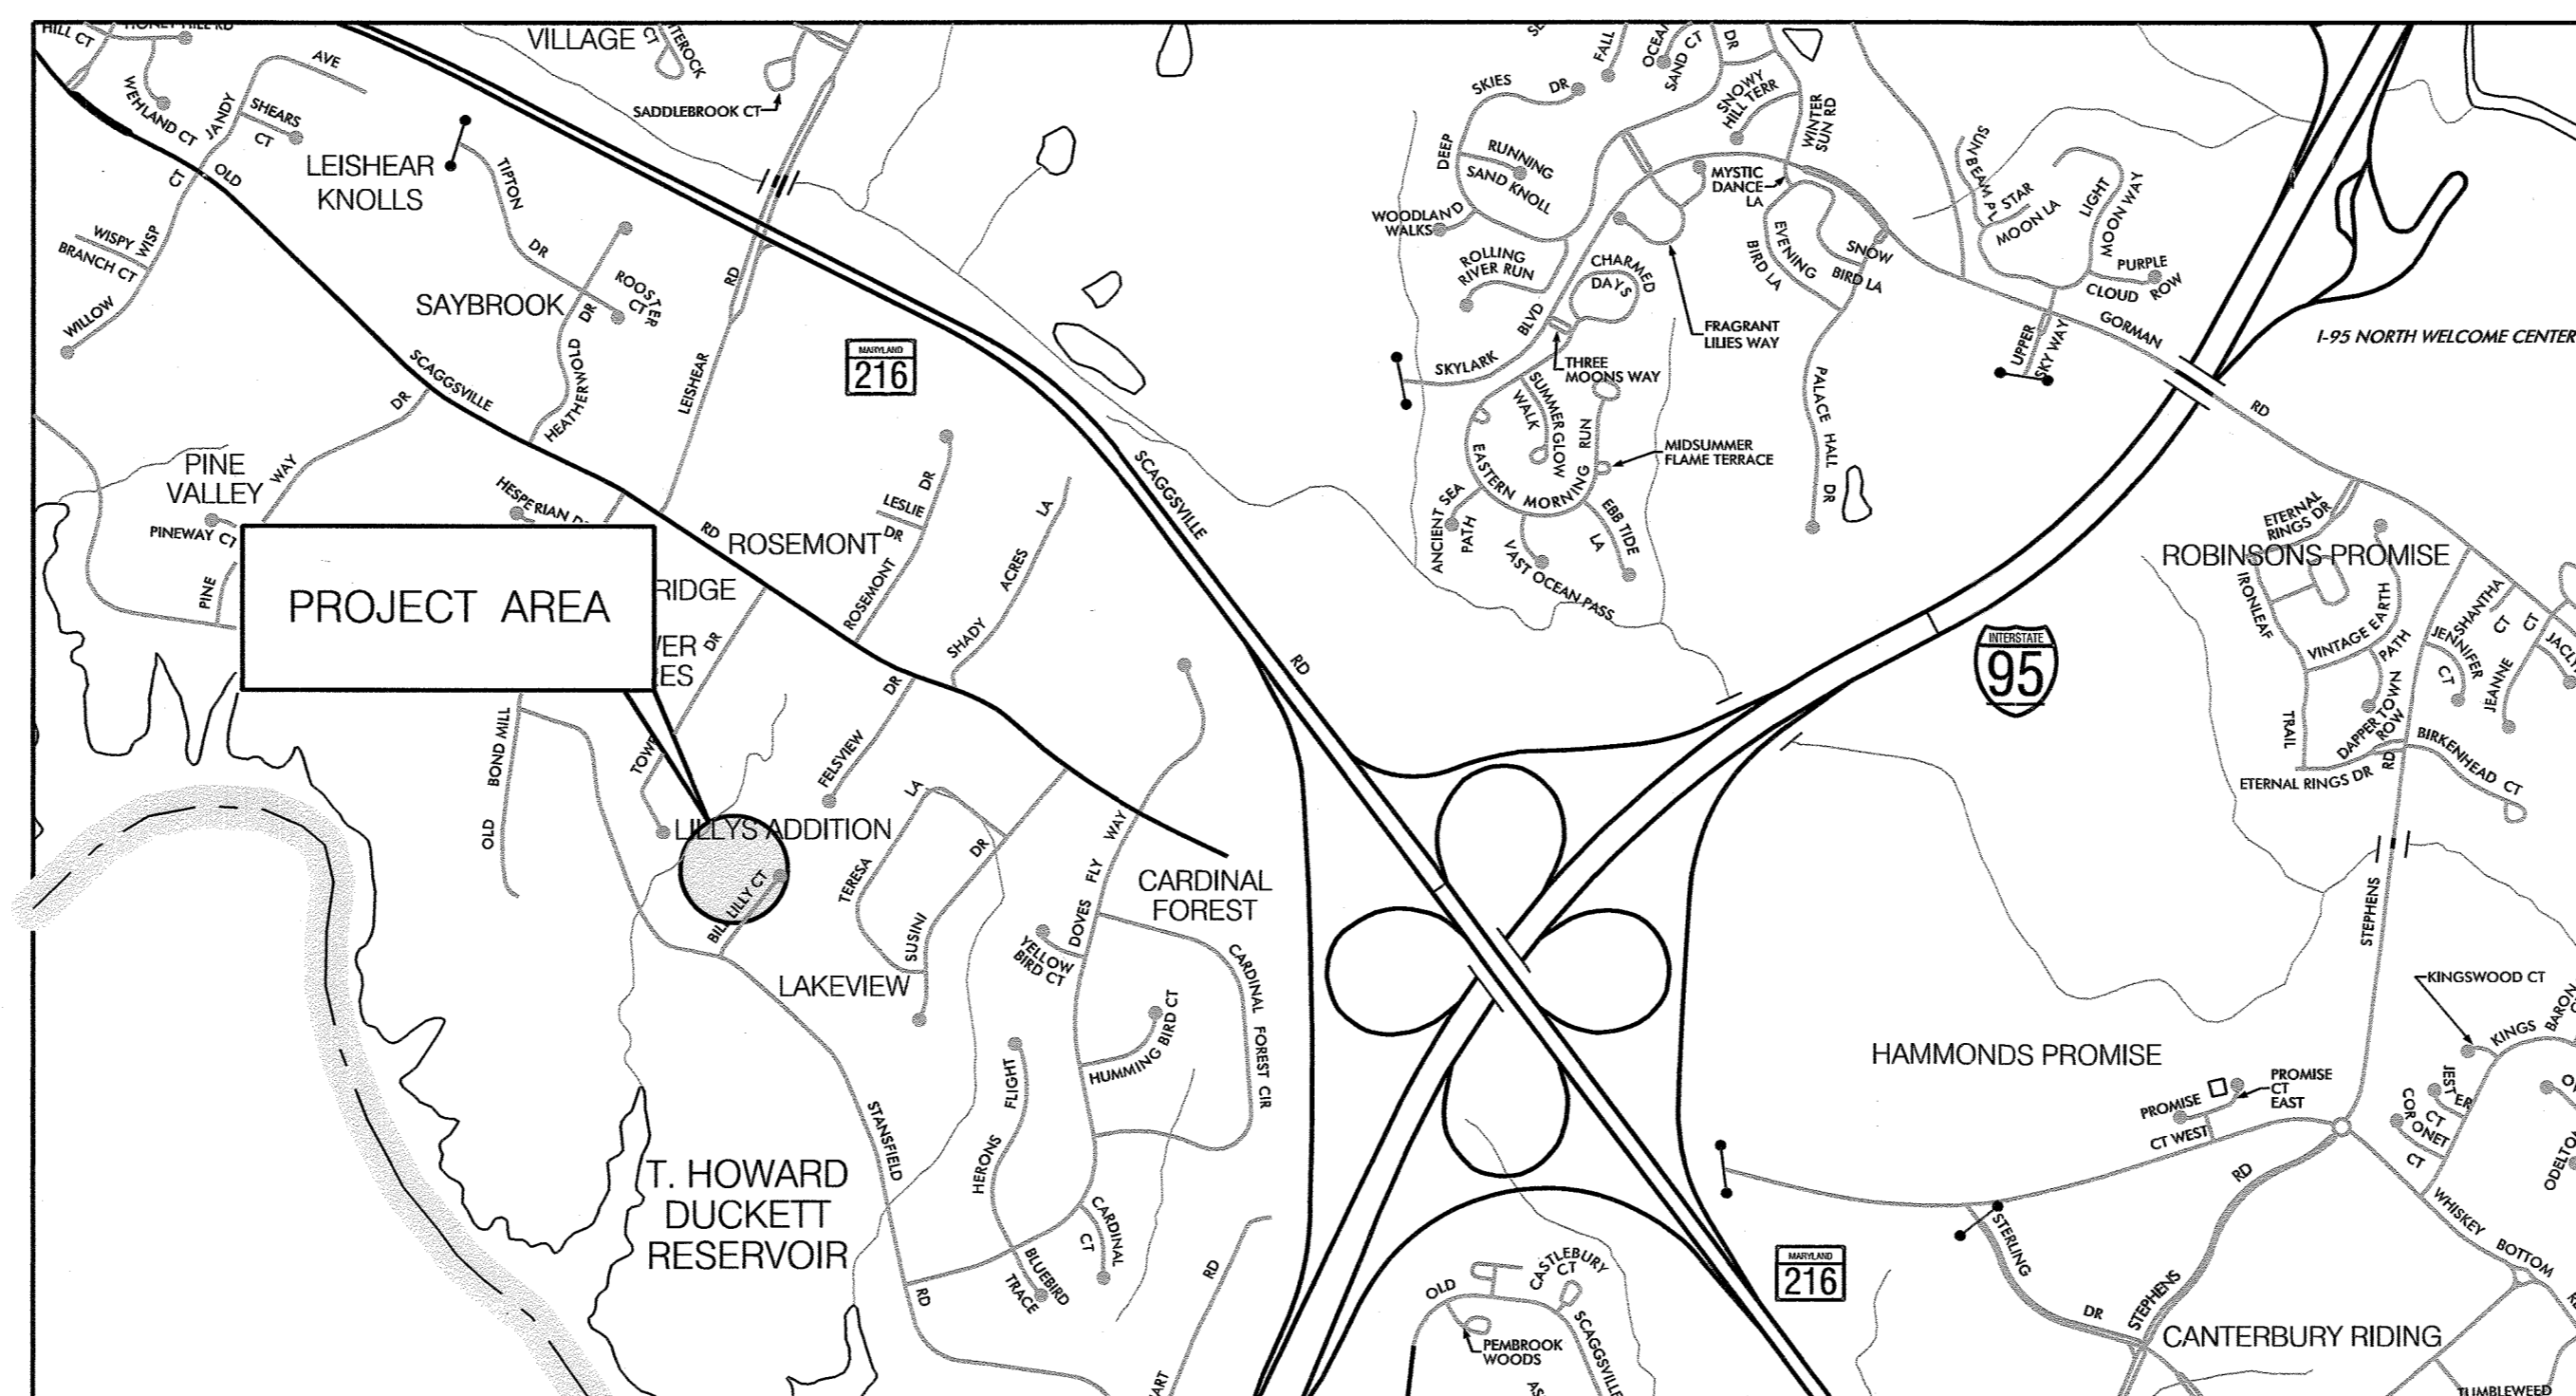 HILL CT
HONEY HILL RD
WEHLAND CT
JANDY
AVE
SHEARS
CT
CT
OLD
LEISHEAR
KNOLLS
TIPTON
DR
VILLAGE
CT
SADDLEBROOK CT
WISPY
BRANCH CT
WISP
WILLOW
SAYBROOK
ROOSTER
CT
HEATHERWOLD
DR
RD
LEISHEAR
MARYLAND
216
SCAGGSVILLE
DR
WAY
PINE
VALLEY
PINEWAY CT
PINE
HESPERIAN
RD
ROSEMONT
LESLIE
DR
DR
ROSEMONT
LA
ACRES
SHADY
PROJECT AREA
RIDGE
DR
BOND MILL
OLD
FELSVIEW
DR
LILLYS ADDITION
BILL LILLY CT
LA
TERESA
DR
SUSINI
LAKEVIEW
WAY
FLY
DOVES
CARDINAL
FOREST
YELLOW
BIRD CT
CARDINAL FOREST CIR
HUMMING BIRD CT
FLIGHT
HERONS
STANSFIELD
RD
CARDINAL
CT
BLUEBIRD
TRACE
T. HOWARD
DUCKETT
RESERVOIR
RD
SCAGGSVILLE
RD
FALL
SAND CT
DR
SKIES
DR
DEEP
RUNNING
SAND KNOLL
SNOWY
HILL TERR
WINTER
SUN RD
MYSTIC
DANCE
LA
WOODLAND
WALKS
ROLLING
RIVER RUN
CHARMED
DAYS
EVENING
BIRD LA
SNOW
BIRD LA
BLVD
SKYLARK
FRAGRANT
LILIES WAY
THREE
MOONS WAY
SUMMER GLOW
WALK
RUN
MIDSUMMER
FLAME TERRACE
EASTERN
MORNING
ANCIENT SEA
PATH
EBB TIDE
LA
VAST OCEAN PASS
PALACE HALL DR
SUN BEAM PL
STAR
MOON LA
LIGHT
MOON WAY
PURPLE
CLOUD ROW
UPPER
SKY WAY
GORMAN
RD
I-95 NORTH WELCOME CENTER
INTERSTATE
95
ETERNAL
RINGS DR
ROBINSONS PROMISE
IRONLEAF
TRAIL
VINTAGE EARTH
PATH
DAPPER TOWN
ROW
ETERNAL RINGS DR
SHANTHA
CT
JENNIFER
CT
JEANNE
CT
BIRKENHEAD CT
RD
STEPHENS
HAMMONDS PROMISE
KINGSWOOD CT
KINGS
BARON
PROMISE
CT WEST
PROMISE
CT
EAST
JESTER
CT
CORONET
CT
RD
STEPHENS
WHISKEY
BOTTOM
STERLING
DR
CANTERBURY RIDING
TUMBLEWEED
MARYLAND
216
OLD
CASTLEBURY
CT
SCAGGSVILLE
PEMBROOK
WOODS